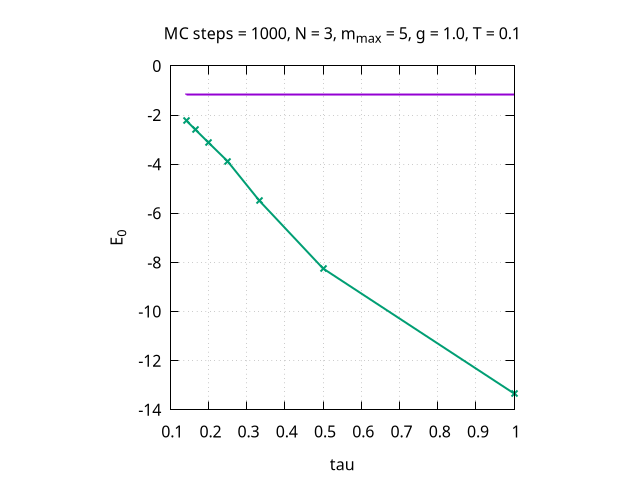 MC steps = 1000, N = 3, m_max = 5, g = 1.0, T = 0.1
0
-2
-4
-6
-8
-10
-12
-14
E_0
0.1 0.2 0.3 0.4 0.5 0.6 0.7 0.8 0.9 1
tau